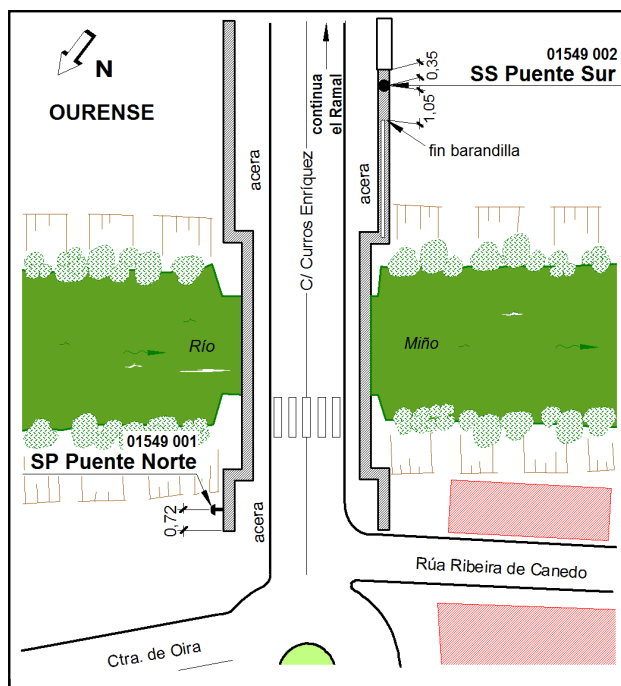 N
OURENSE
01549 002
SS Puente Sur
0,35
1,05
fin barandilla
continua
el Ramal
acera
C/ Curros Enríquez
acera
Río
Miño
01549 001
SP Puente Norte
0,72
acera
Rúa Ribeira de Canedo
Ctra. de Oira